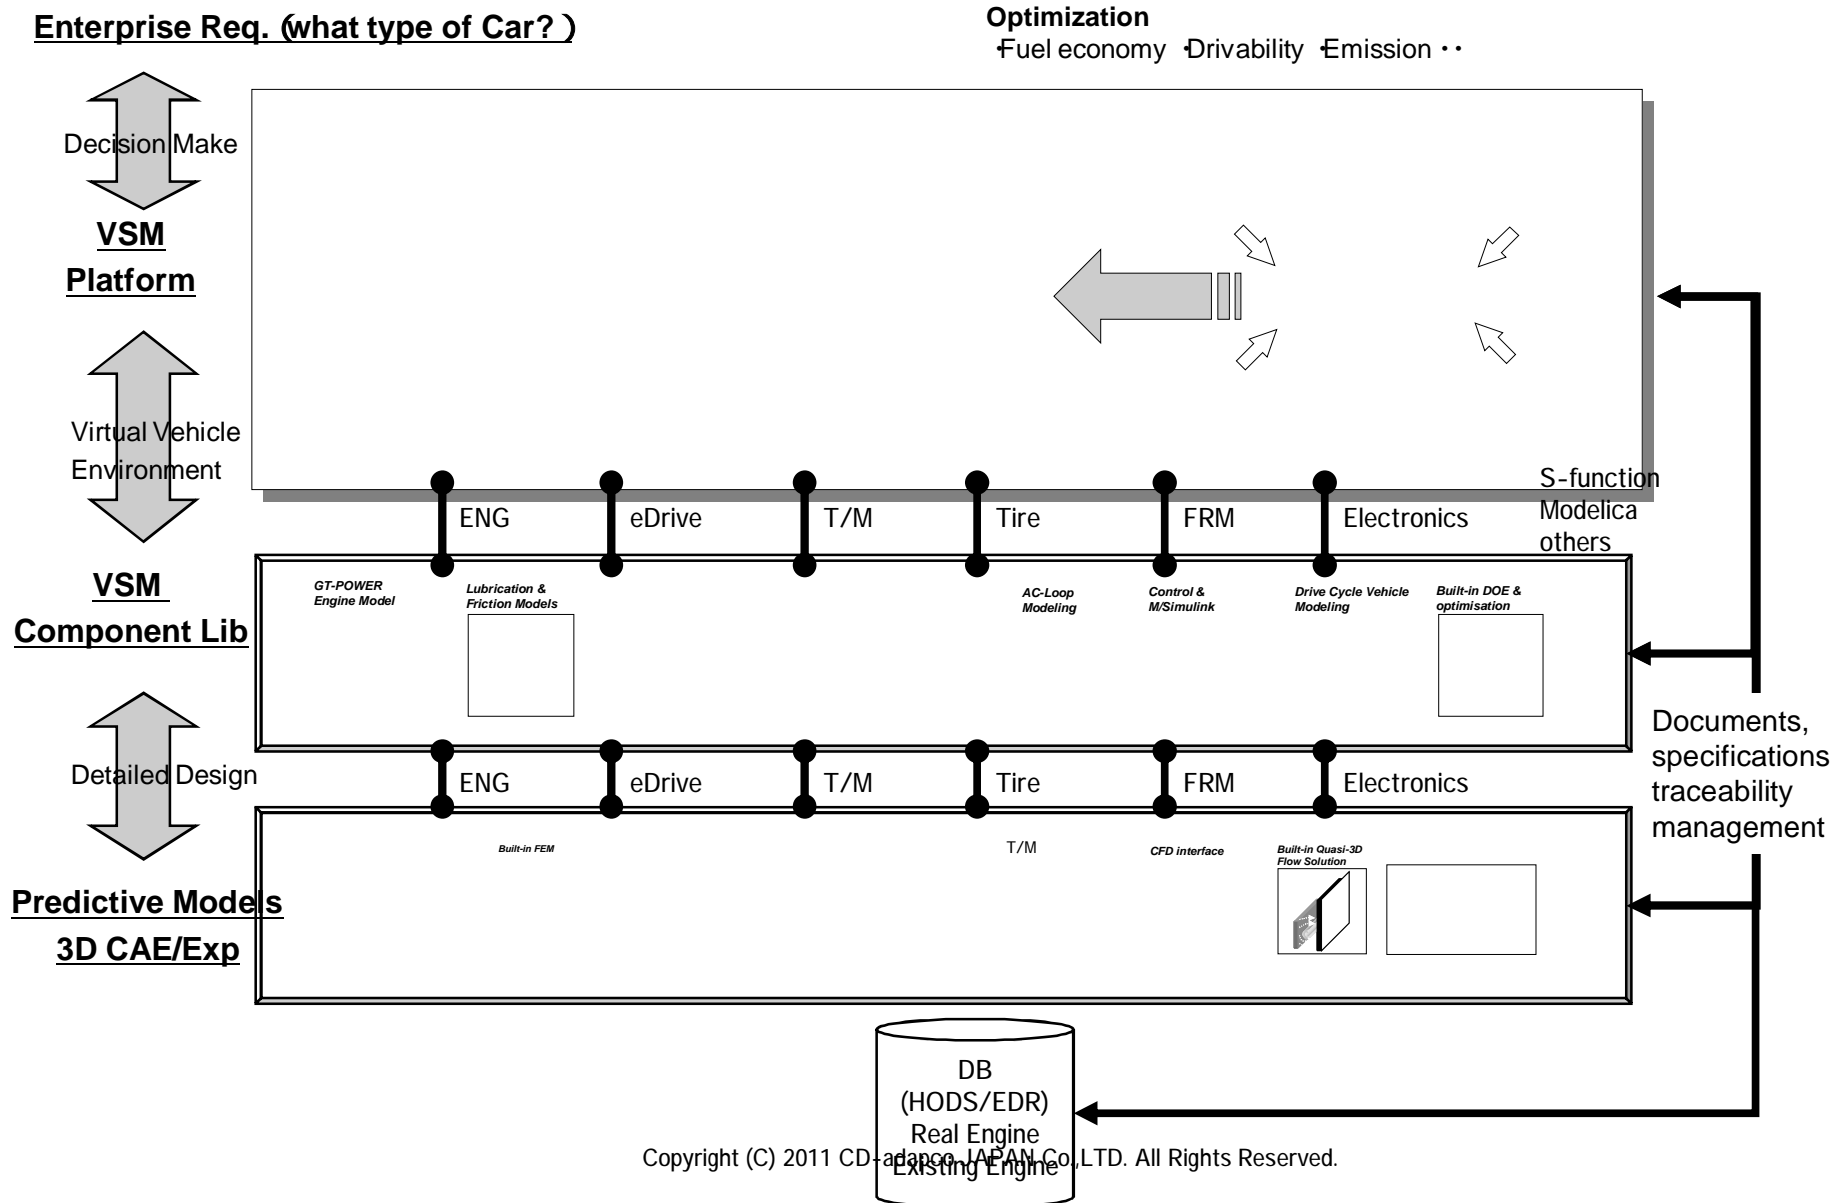 Enterprise Req. (what type of Car? )
Optimization
・Fuel economy ・Drivability ・Emission ・・
Decision Make
VSM
Platform
Virtual Vehicle
Environment
S-function
Modelica
others
ENG
eDrive
T/M
Tire
FRM
Electronics
VSM
Component Lib
GT-POWER
Engine Model
Lubrication &
Friction Models
AC-Loop
Modeling
Control &
M/Simulink
Drive Cycle Vehicle
Modeling
Built-in DOE &
optimisation
Documents,
specifications
traceability
management
Detailed Design
ENG
eDrive
T/M
Tire
FRM
Electronics
Built-in FEM
T/M
CFD interface
Built-in Quasi-3D
Flow Solution
Predictive Models
3D CAE/Exp
DB
(HODS/EDR)
Real Engine
Existing Engine
Copyright (C) 2011 CD-adapco JAPAN Co.,LTD. All Rights Reserved.